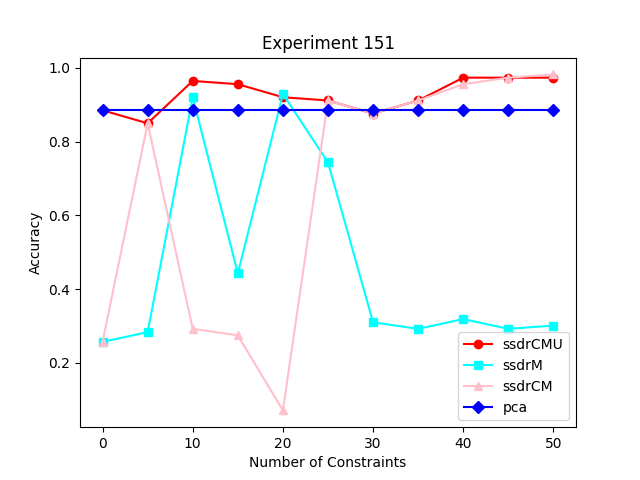 Experiment 151
Accuracy
1.0
0.8
0.6
0.4
0.2
0 10 20 30 40 50
Number of Constraints
ssdrCMU
ssdrM
ssdrCM
pca